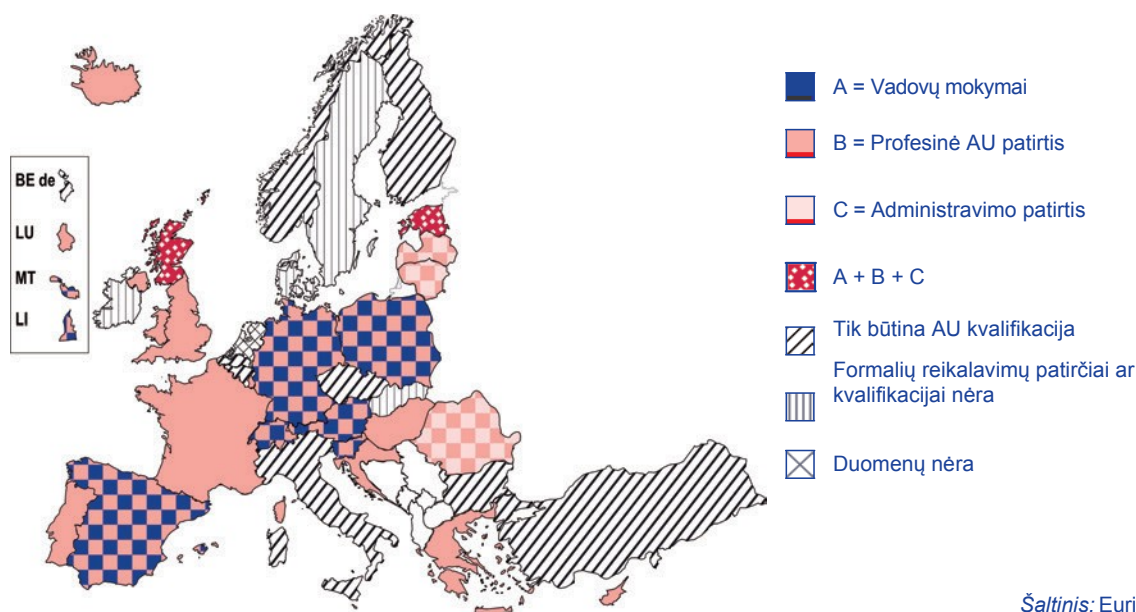 BE de
LU
MT
LI
A = Vadovų mokymai
B = Profesinė AU patirtis
C = Administravimo patirtis
A + B + C
Tik būtina AU kvalifikacija
Formalių reikalavimų patirčiai ar
kvalifikacijai nėra
Duomenų nėra
Šaltinis: Euri